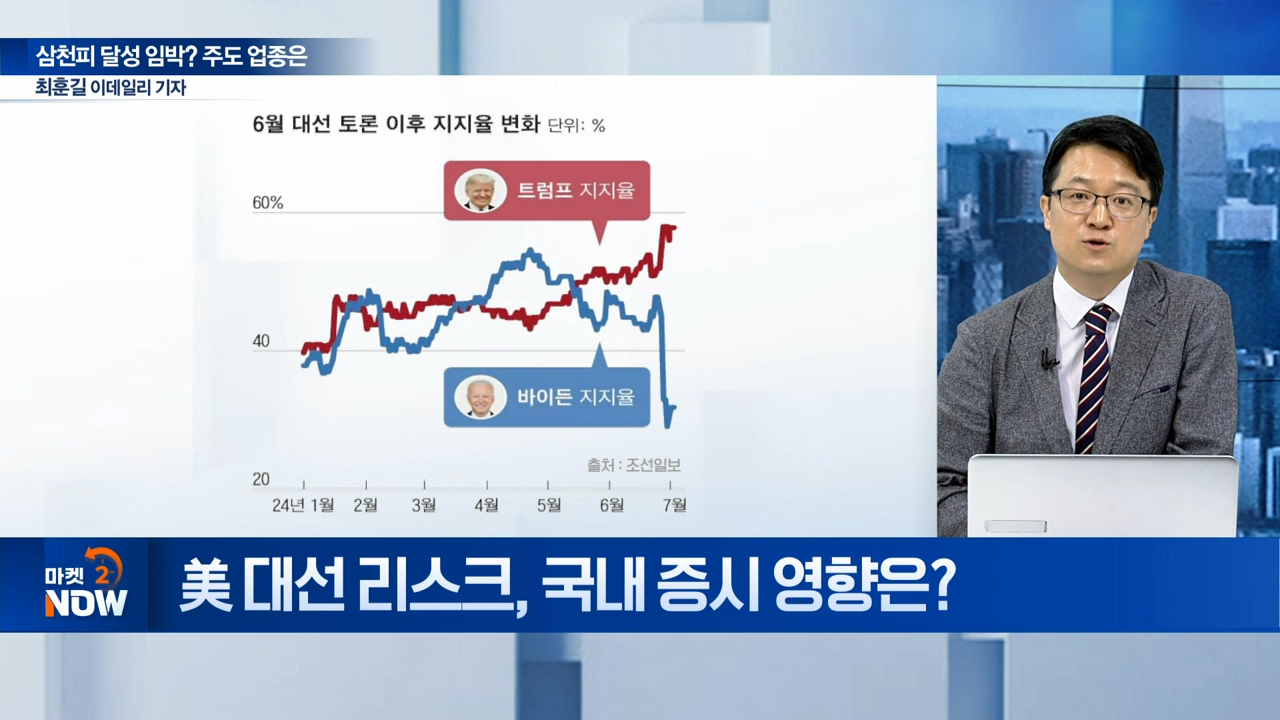 삼천피 달성 임박? 주도 업종은
최훈길 이데일리 기자
6월 대선 토론 이후 지지율 변화 단위: %
트럼프 지지율
60%
40
바이든 지지율
출처 : 조선일보
20
24년 1월 2월 3월 4월 5월 6월 7월
마켓 2
NOW
美 대선 리스크, 국내 증시 영향은?